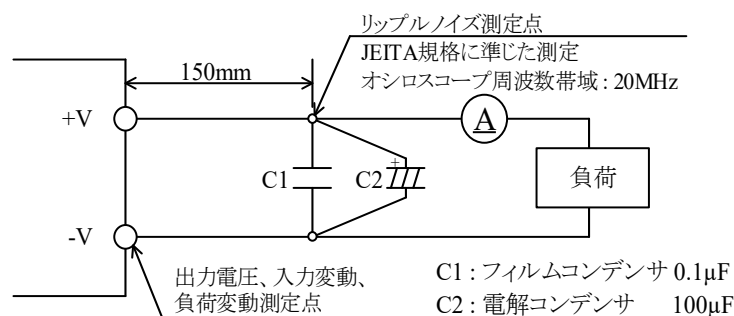 リップルノイズ測定点
JEITA規格に準じた測定
オシロスコープ周波数帯域 : 20MHz
150mm
+V
A
C1
+
C2
負荷
-V
出力電圧、入力変動、
負荷変動測定点
C1 : フィルムコンデンサ 0.1μF
C2 : 電解コンデンサ 100μF